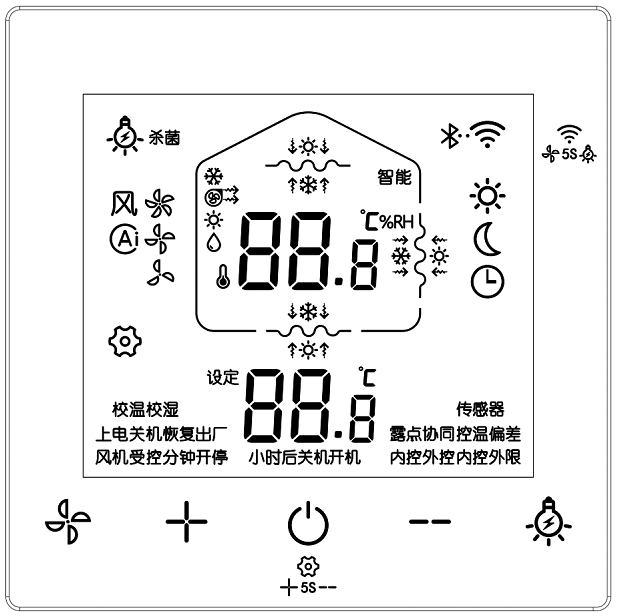 杀菌
5S
智能
风
℃%RH
Ai
88.8
设定
℃
88.8
校温校湿
传感器
上电关机恢复出厂
露点协同控温偏差
风机受控分钟开停
小时后关机开机
内控外控内控外限
5S